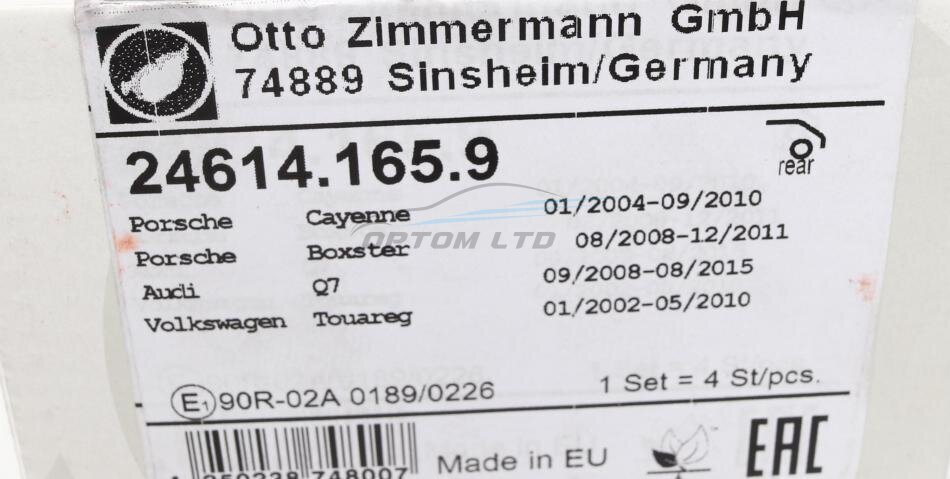 Otto Zimmermann GmbH
74889 Sinsheim/Germany
24614.165.9
rear
Porsche Cayenne 01/2004-09/2010
Porsche Boxster 08/2008-12/2011
Audi Q7 09/2008-08/2015
Volkswagen Touareg 01/2002-05/2010
OPTOM LTD
E1 90R-02A 0189/0226 1 Set = 4 St/pcs.
Made in EU
EAC